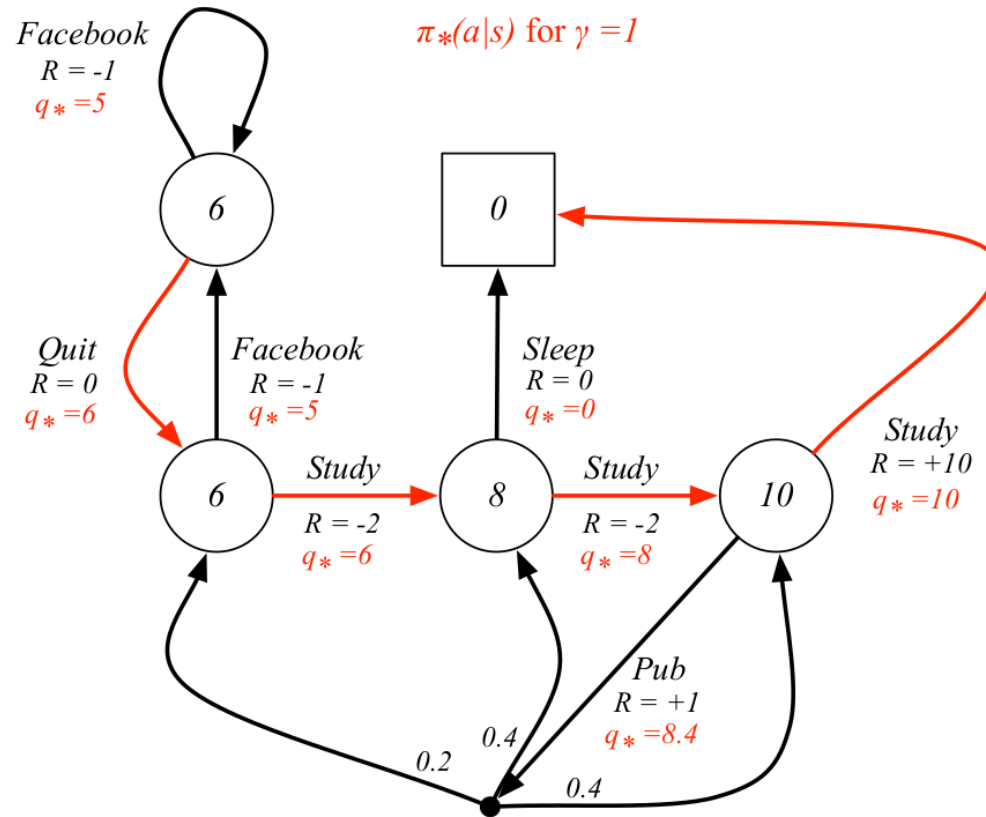 Facebook
R = -1
q* =5
π*(a|s) for γ =1
6
0
Quit
R = 0
q* =6
Facebook
R = -1
q* =5
Sleep
R = 0
q* =0
Study
R = +10
q* =10
6
Study
R = -2
q* =6
8
Study
R = -2
q* =8
10
Pub
R = +1
q* =8.4
0.2
0.4
0.4